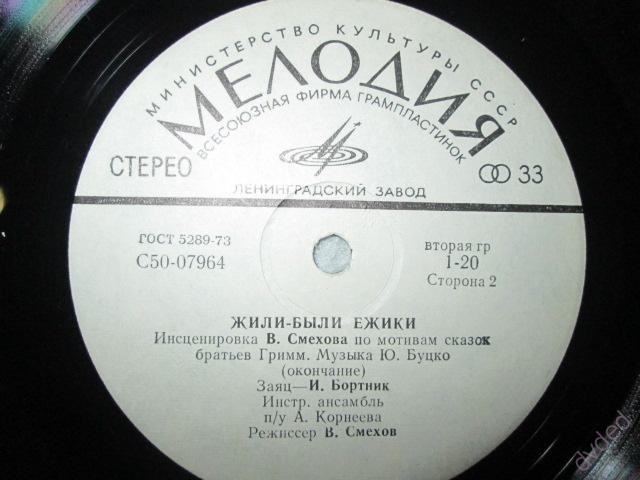 МИНИСТЕРСТВО КУЛЬТУРЫ СССР
МЕЛОДИЯ
ВСЕСОЮЗНАЯ ФИРМА ГРАМПЛАСТИНОК
СТЕРЕО
33
ЛЕНИНГРАДСКИЙ ЗАВОД
ГОСТ 5289-73
С50-07964
вторая гр
1-20
Сторона 2
ЖИЛИ-БЫЛИ ЕЖИКИ
Инсценировка В. Смехова по мотивам сказок
братьев Гримм. Музыка Ю. Буцко
(окончание)
Заяц—И. Бортник
Инстр. ансамбль
п/у А. Корнеева
Режиссер В. Смехов
dvded